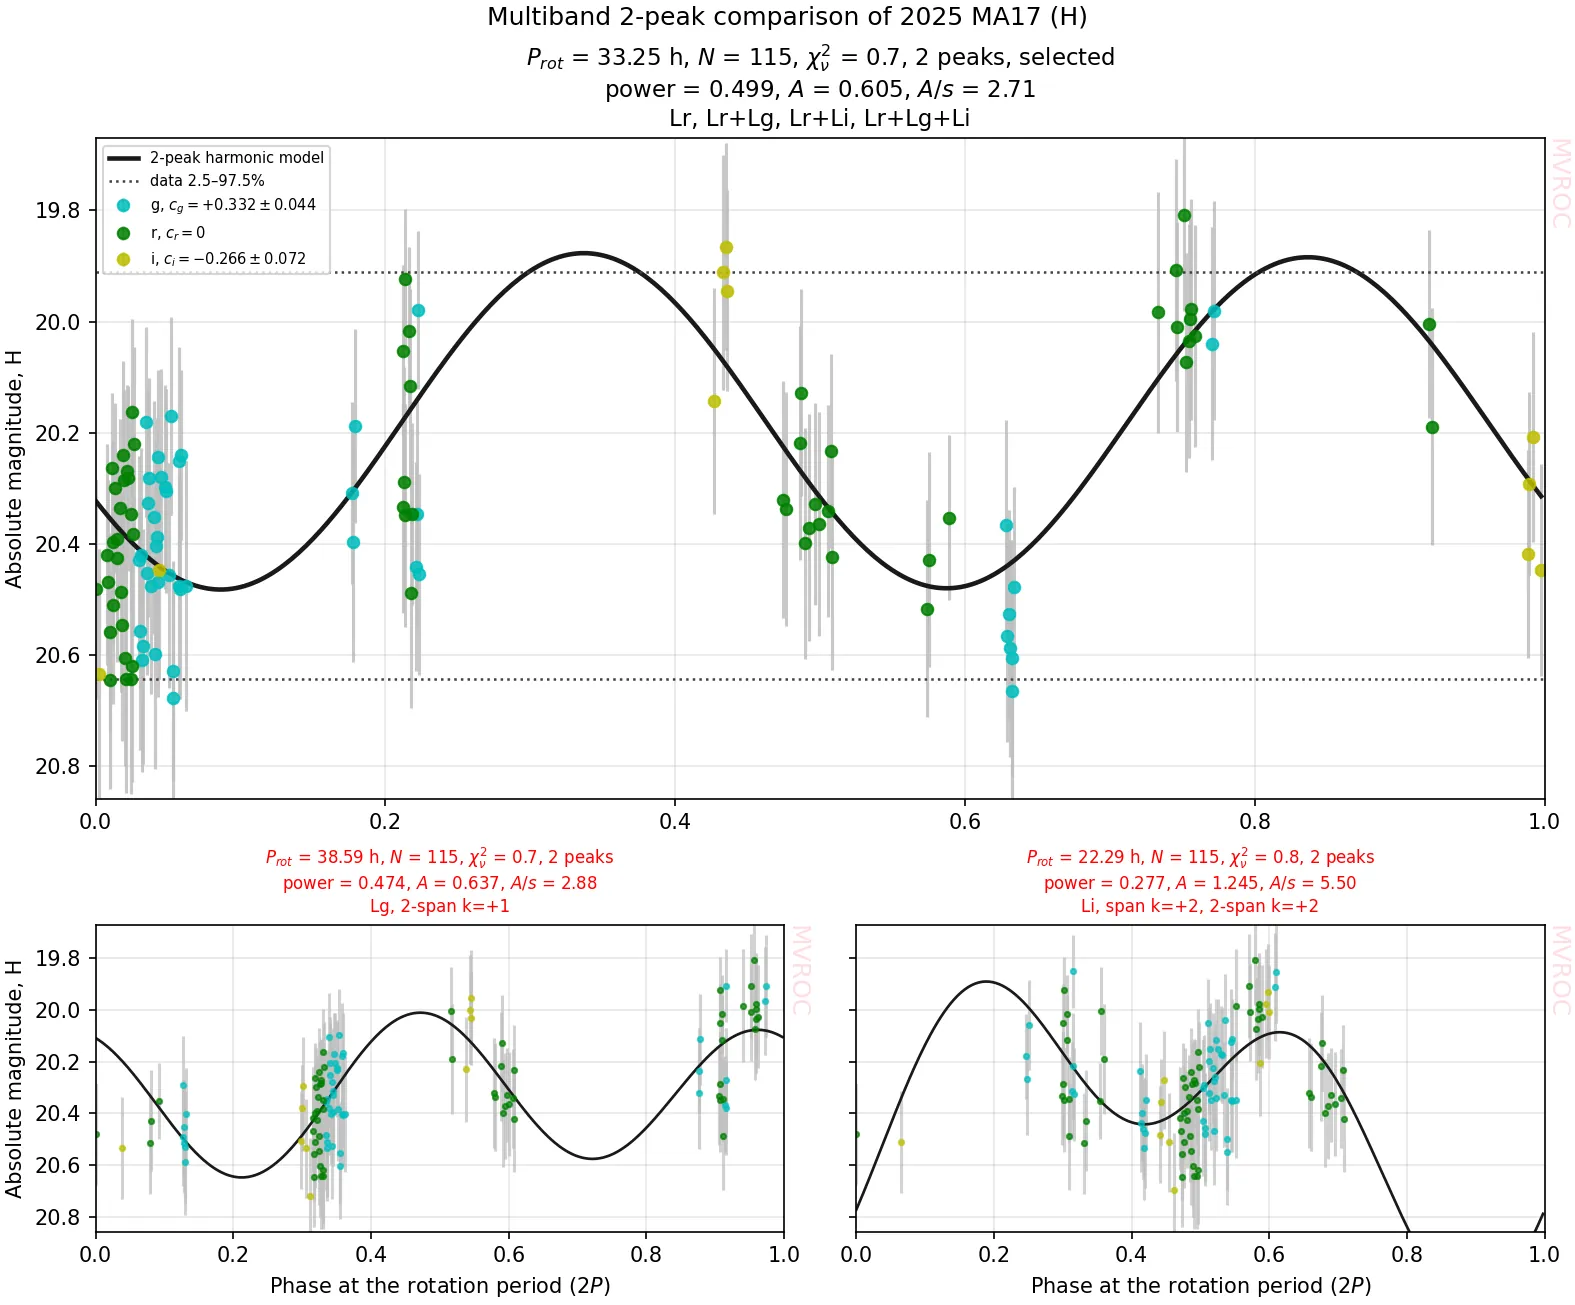 Multiband 2-peak comparison of 2025 MA17 (H)
P_rot = 33.25 h, N = 115, χ²_ν = 0.7, 2 peaks, selected
power = 0.499, A = 0.605, A/s = 2.71
Lr, Lr+Lg, Lr+Li, Lr+Lg+Li
2-peak harmonic model
data 2.5–97.5%
g, c_g = +0.332 ± 0.044
r, c_r = 0
i, c_i = −0.266 ± 0.072
MVROC
Absolute magnitude, H
19.8
20.0
20.2
20.4
20.6
20.8
0.0 0.2 0.4 0.6 0.8 1.0
P_rot = 38.59 h, N = 115, χ²_ν = 0.7, 2 peaks
power = 0.474, A = 0.637, A/s = 2.88
Lg, 2-span k=+1
MVROC
Absolute magnitude, H
19.8
20.0
20.2
20.4
20.6
20.8
0.0 0.2 0.4 0.6 0.8 1.0
Phase at the rotation period (2P)
P_rot = 22.29 h, N = 115, χ²_ν = 0.8, 2 peaks
power = 0.277, A = 1.245, A/s = 5.50
Li, span k=+2, 2-span k=+2
MVROC
0.0 0.2 0.4 0.6 0.8 1.0
Phase at the rotation period (2P)